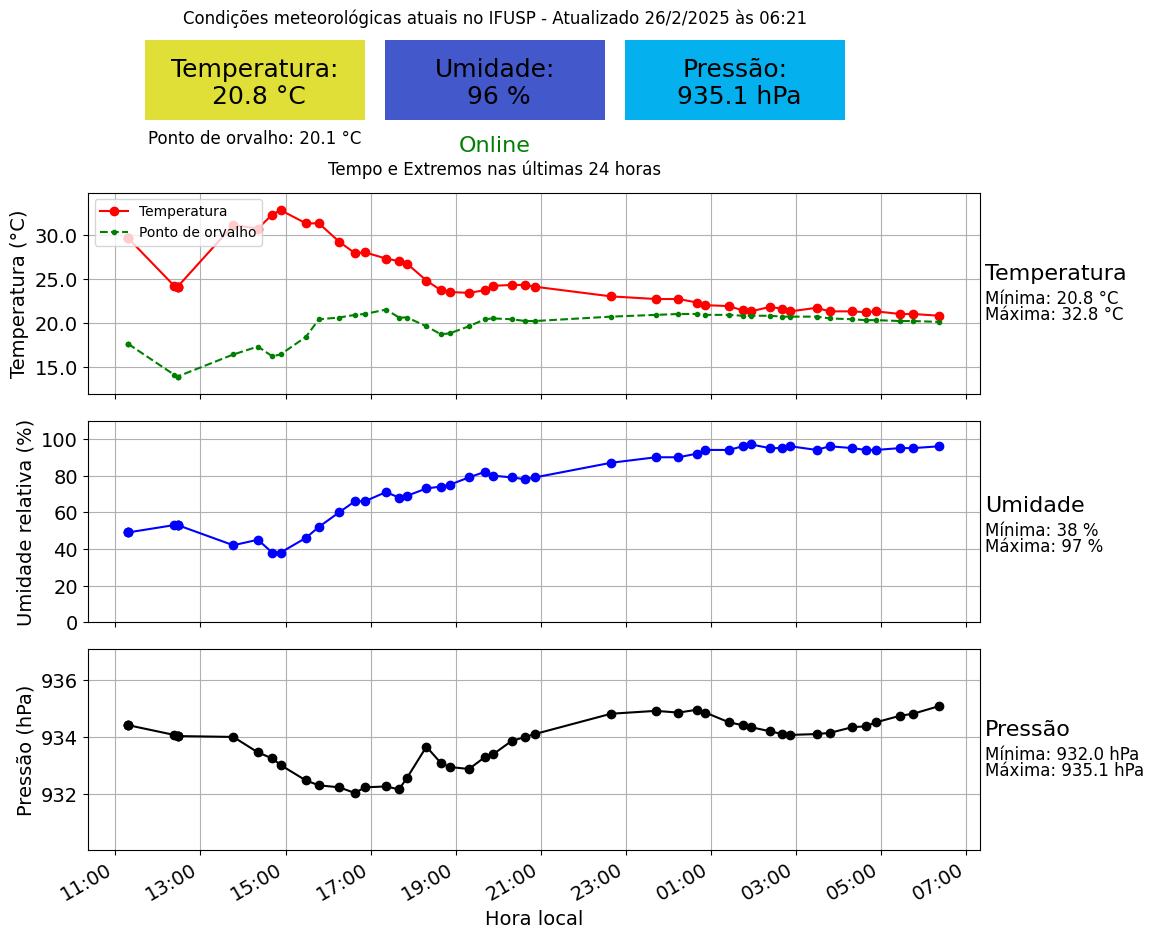 Condições meteorológicas atuais no IFUSP - Atualizado 26/2/2025 às 06:21
Temperatura:
20.8 °C
Umidade:
96 %
Pressão:
935.1 hPa
Ponto de orvalho: 20.1 °C
Online
Tempo e Extremos nas últimas 24 horas
Temperatura (°C)
30.0
25.0
20.0
15.0
Temperatura
Ponto de orvalho
Temperatura
Mínima: 20.8 °C
Máxima: 32.8 °C
Umidade relativa (%)
100
80
60
40
20
0
Umidade
Mínima: 38 %
Máxima: 97 %
Pressão (hPa)
936
934
932
Pressão
Mínima: 932.0 hPa
Máxima: 935.1 hPa
11:00
13:00
15:00
17:00
19:00
21:00
23:00
01:00
03:00
05:00
07:00
Hora local